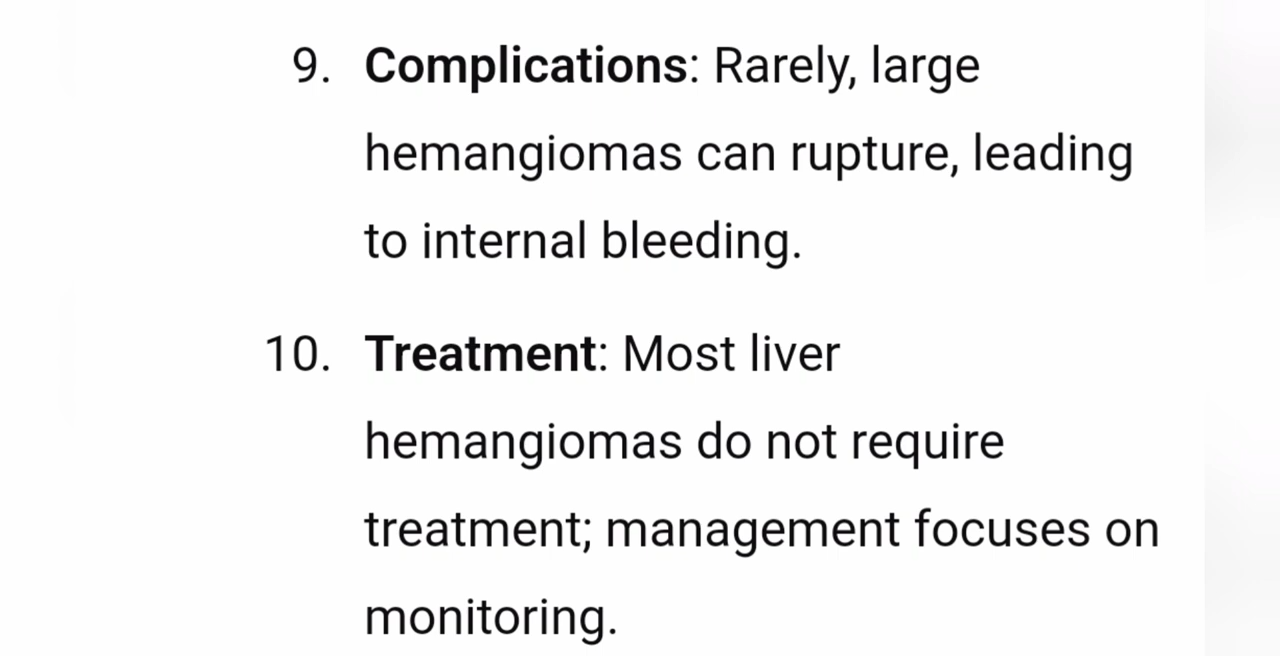 9. Complications: Rarely, large
hemangiomas can rupture, leading
to internal bleeding.
10. Treatment: Most liver
hemangiomas do not require
treatment; management focuses on
monitoring.